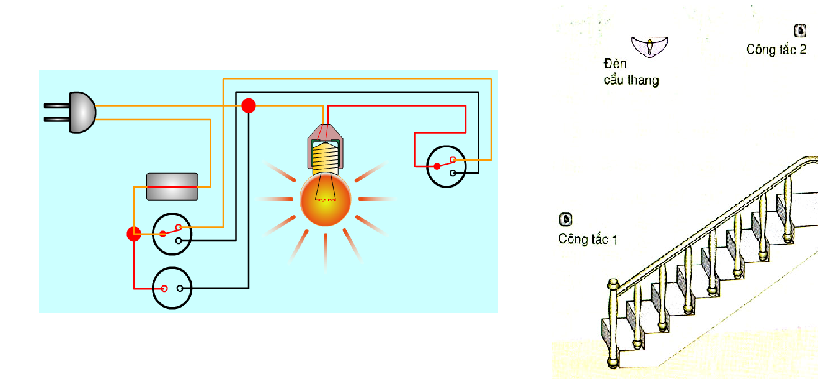 Công tắc 2
Đèn
cầu thang
Công tắc 1